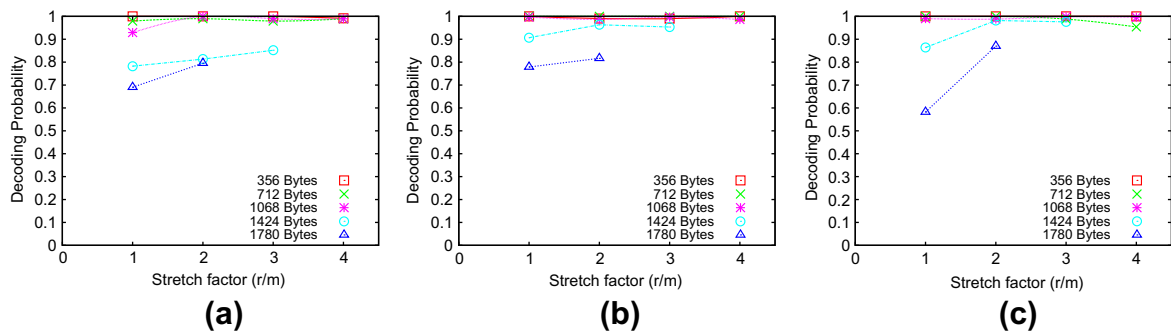 1
0.9
0.8
0.7
0.6
0.5
0.4
0.3
0.2
0.1
0
Decoding Probability
356 Bytes
712 Bytes
1068 Bytes
1424 Bytes
1780 Bytes
0 1 2 3 4
Stretch factor (r/m)
(a)
1
0.9
0.8
0.7
0.6
0.5
0.4
0.3
0.2
0.1
0
Decoding Probability
356 Bytes
712 Bytes
1068 Bytes
1424 Bytes
1780 Bytes
0 1 2 3 4
Stretch factor (r/m)
(b)
1
0.9
0.8
0.7
0.6
0.5
0.4
0.3
0.2
0.1
0
Decoding Probability
356 Bytes
712 Bytes
1068 Bytes
1424 Bytes
1780 Bytes
0 1 2 3 4
Stretch factor (r/m)
(c)